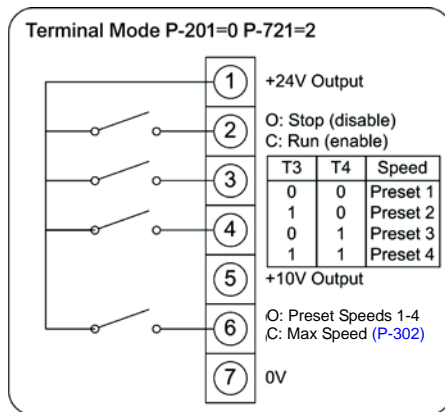 Terminal Mode P-201=0 P-721=2
1 +24V Output
2 O: Stop (disable)
C: Run (enable)
T3 T4 Speed
3 0 0 Preset 1
1 0 Preset 2
4 0 1 Preset 3
1 1 Preset 4
5 +10V Output
6 O: Preset Speeds 1-4
C: Max Speed (P-302)
7 0V